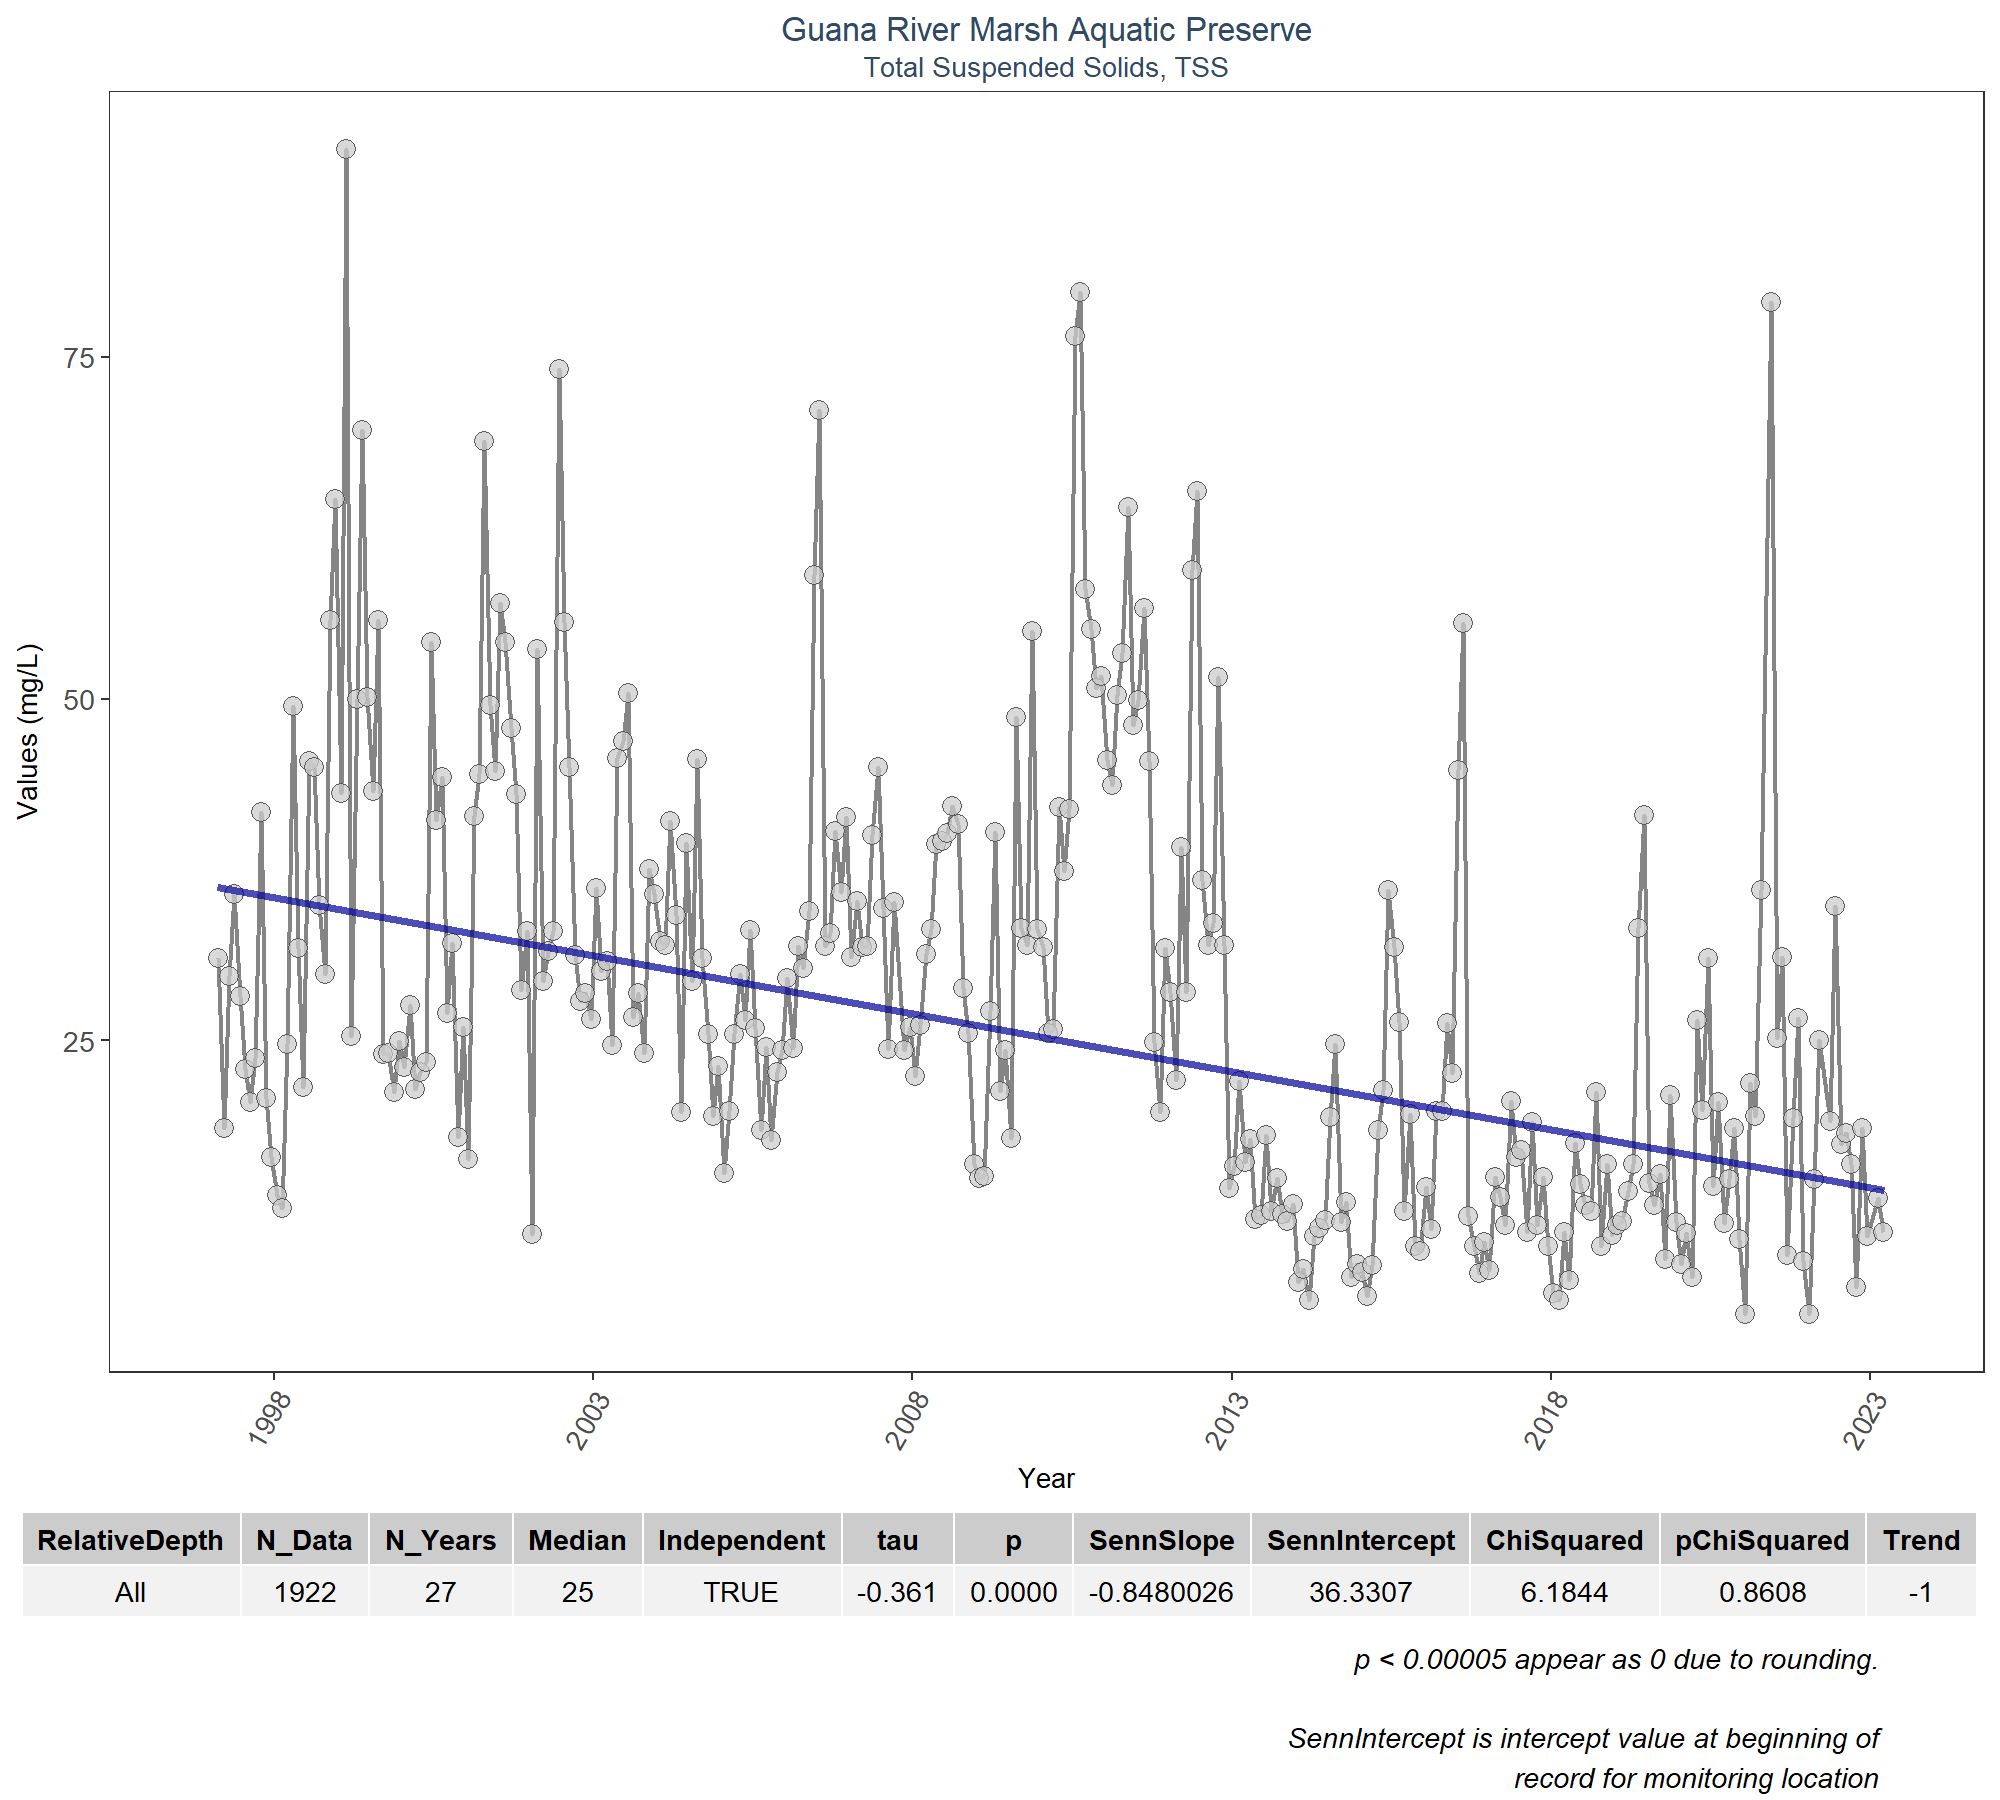 Guana River Marsh Aquatic Preserve
Total Suspended Solids, TSS
Values (mg/L)
75
50
25
1998 2003 2008 2013 2018 2023
Year
RelativeDepth N_Data N_Years Median Independent tau p SennSlope SennIntercept ChiSquared pChiSquared Trend
All 1922 27 25 TRUE -0.361 0.0000 -0.8480026 36.3307 6.1844 0.8608 -1
p < 0.00005 appear as 0 due to rounding.
SennIntercept is intercept value at beginning of
record for monitoring location